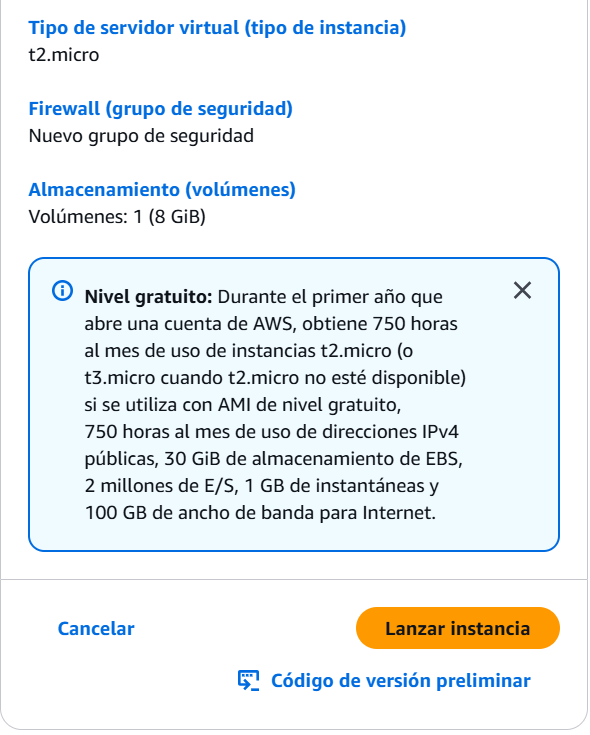 Tipo de servidor virtual (tipo de instancia)
t2.micro
Firewall (grupo de seguridad)
Nuevo grupo de seguridad
Almacenamiento (volúmenes)
Volúmenes: 1 (8 GiB)
Nivel gratuito: Durante el primer año que
abre una cuenta de AWS, obtiene 750 horas
al mes de uso de instancias t2.micro (o
t3.micro cuando t2.micro no esté disponible)
si se utiliza con AMI de nivel gratuito,
750 horas al mes de uso de direcciones IPv4
públicas, 30 GiB de almacenamiento de EBS,
2 millones de E/S, 1 GB de instantáneas y
100 GB de ancho de banda para Internet.
Cancelar
Lanzar instancia
Código de versión preliminar